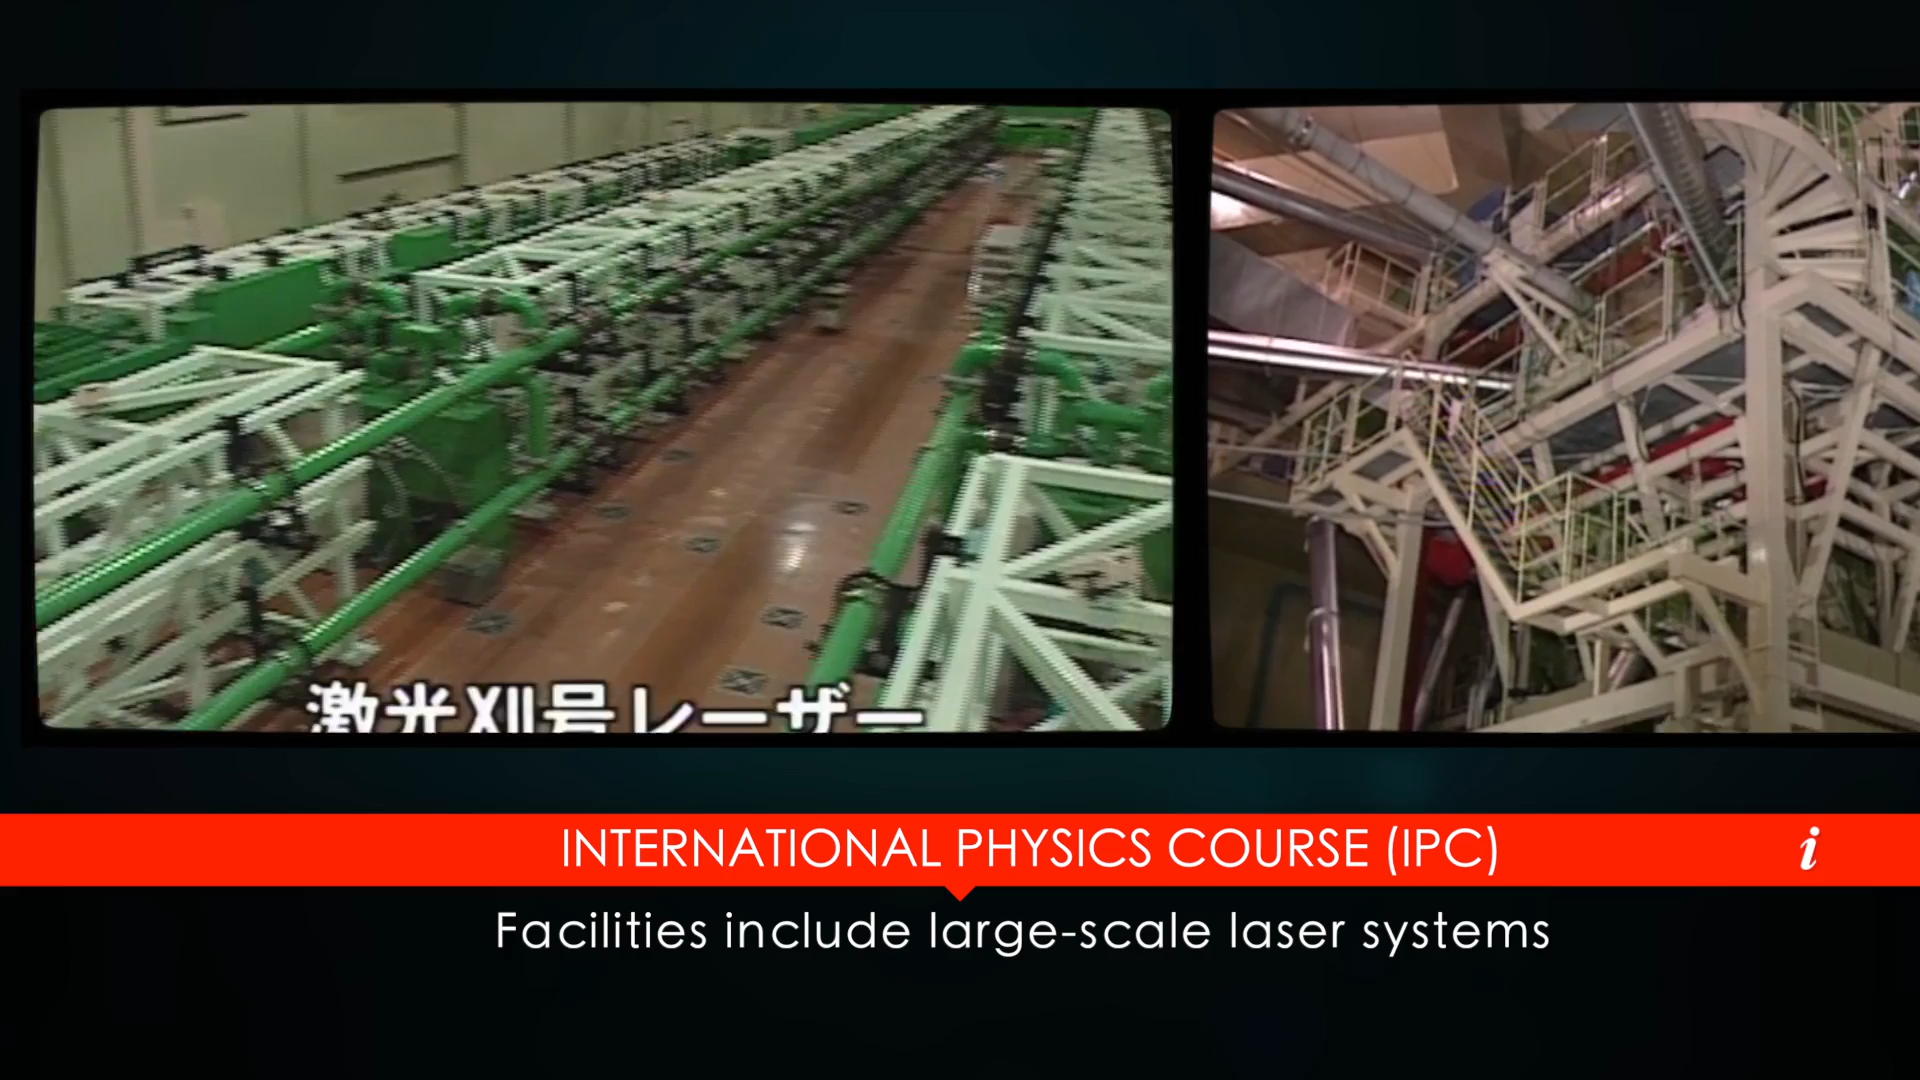 激光XII号レーザー
INTERNATIONAL PHYSICS COURSE (IPC)
i
Facilities include large-scale laser systems